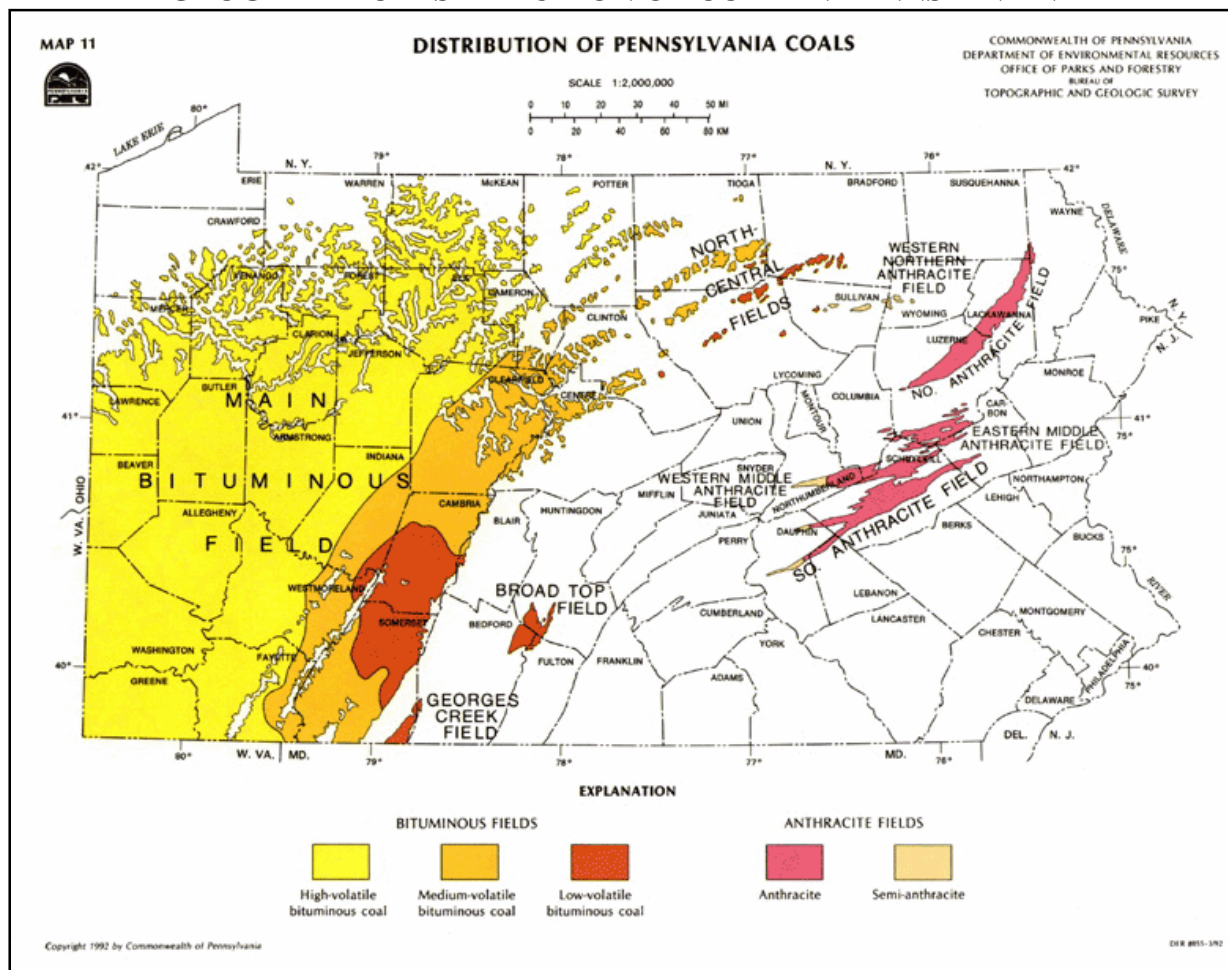 MAP 11
DISTRIBUTION OF PENNSYLVANIA COALS
COMMONWEALTH OF PENNSYLVANIA
DEPARTMENT OF ENVIRONMENTAL RESOURCES
OFFICE OF PARKS AND FORESTRY
BUREAU OF
TOPOGRAPHIC AND GEOLOGIC SURVEY
SCALE 1:2,000,000
0 10 20 30 40 50 MI
0 20 40 60 80 KM
LAKE ERIE
80°
79°
78°
77°
76°
42°
N. Y.
N. Y.
42°
ERIE
WARREN
McKEAN
POTTER
TIOGA
BRADFORD
SUSQUEHANNA
WAYNE
DELAWARE
CRAWFORD
NORTH-
CENTRAL
FIELDS
WESTERN
NORTHERN
ANTHRACITE
FIELD
75°
VENANGO
FOREST
ELK
CAMERON
MERCER
CLINTON
SULLIVAN
WYOMING
LACKAWANNA
PIKE
N. Y.
N. J.
CLARION
JEFFERSON
LUZERNE
NO. ANTHRACITE FIELD
CLEARFIELD
CENTRE
LYCOMING
MONROE
LAWRENCE
BUTLER
MAIN
UNION
MONTOUR
COLUMBIA
CAR-
BON
41°
41°
75°
ARMSTRONG
EASTERN MIDDLE
ANTHRACITE FIELD
INDIANA
BEAVER
BITUMINOUS
SNYDER
SCHUYLKILL
WESTERN MIDDLE
ANTHRACITE
FIELD
NORTHUMBERLAND
NORTHAMPTON
LEHIGH
MIFFLIN
JUNIATA
CAMBRIA
BLAIR
HUNTINGDON
W. VA.
OHIO
ALLEGHENY
FIELD
PERRY
DAUPHIN
SO. ANTHRACITE FIELD
BERKS
BUCKS
75°
WESTMORELAND
BROAD TOP
FIELD
LEBANON
RIVER
SOMERSET
BEDFORD
CUMBERLAND
LANCASTER
MONTGOMERY
CHESTER
WASHINGTON
FAYETTE
FULTON
FRANKLIN
YORK
PHILADELPHIA
40°
40°
75°
GREENE
ADAMS
DELAWARE
GEORGES
CREEK
FIELD
DEL.
N. J.
80°
W. VA.
MD.
79°
78°
77°
MD.
76°
EXPLANATION
BITUMINOUS FIELDS
ANTHRACITE FIELDS
High-volatile
bituminous coal
Medium-volatile
bituminous coal
Low-volatile
bituminous coal
Anthracite
Semi-anthracite
Copyright 1992 by Commonwealth of Pennsylvania